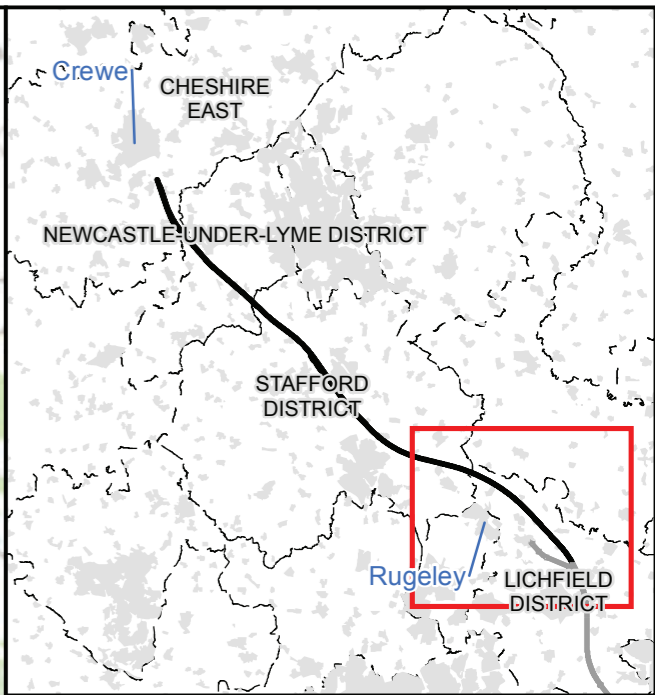 Crewe
CHESHIRE
EAST
NEWCASTLE-UNDER-LYME DISTRICT
STAFFORD
DISTRICT
Rugeley
LICHFIELD
DISTRICT